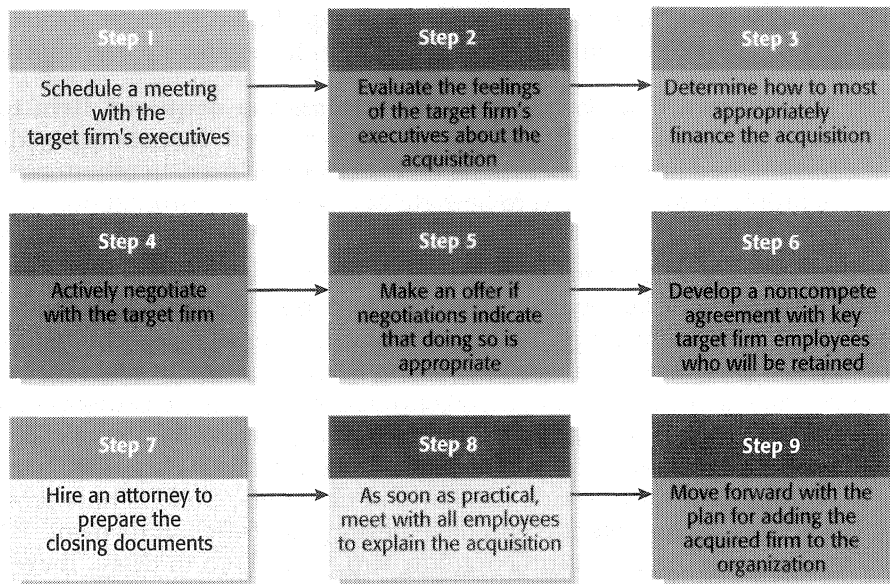 Step 1
Schedule a meeting
with the
target firm's executives
Step 2
Evaluate the feelings
of the target firm's
executives about the
acquisition
Step 3
Determine how to most
appropriately
finance the acquisition
Step 4
Actively negotiate
with the target firm
Step 5
Make an offer if
negotiations indicate
that doing so is
appropriate
Step 6
Develop a noncompete
agreement with key
target firm employees
who will be retained
Step 7
Hire an attorney to
prepare the
closing documents
Step 8
As soon as practical,
meet with all employees
to explain the acquisition
Step 9
Move forward with the
plan for adding the
acquired firm to the
organization